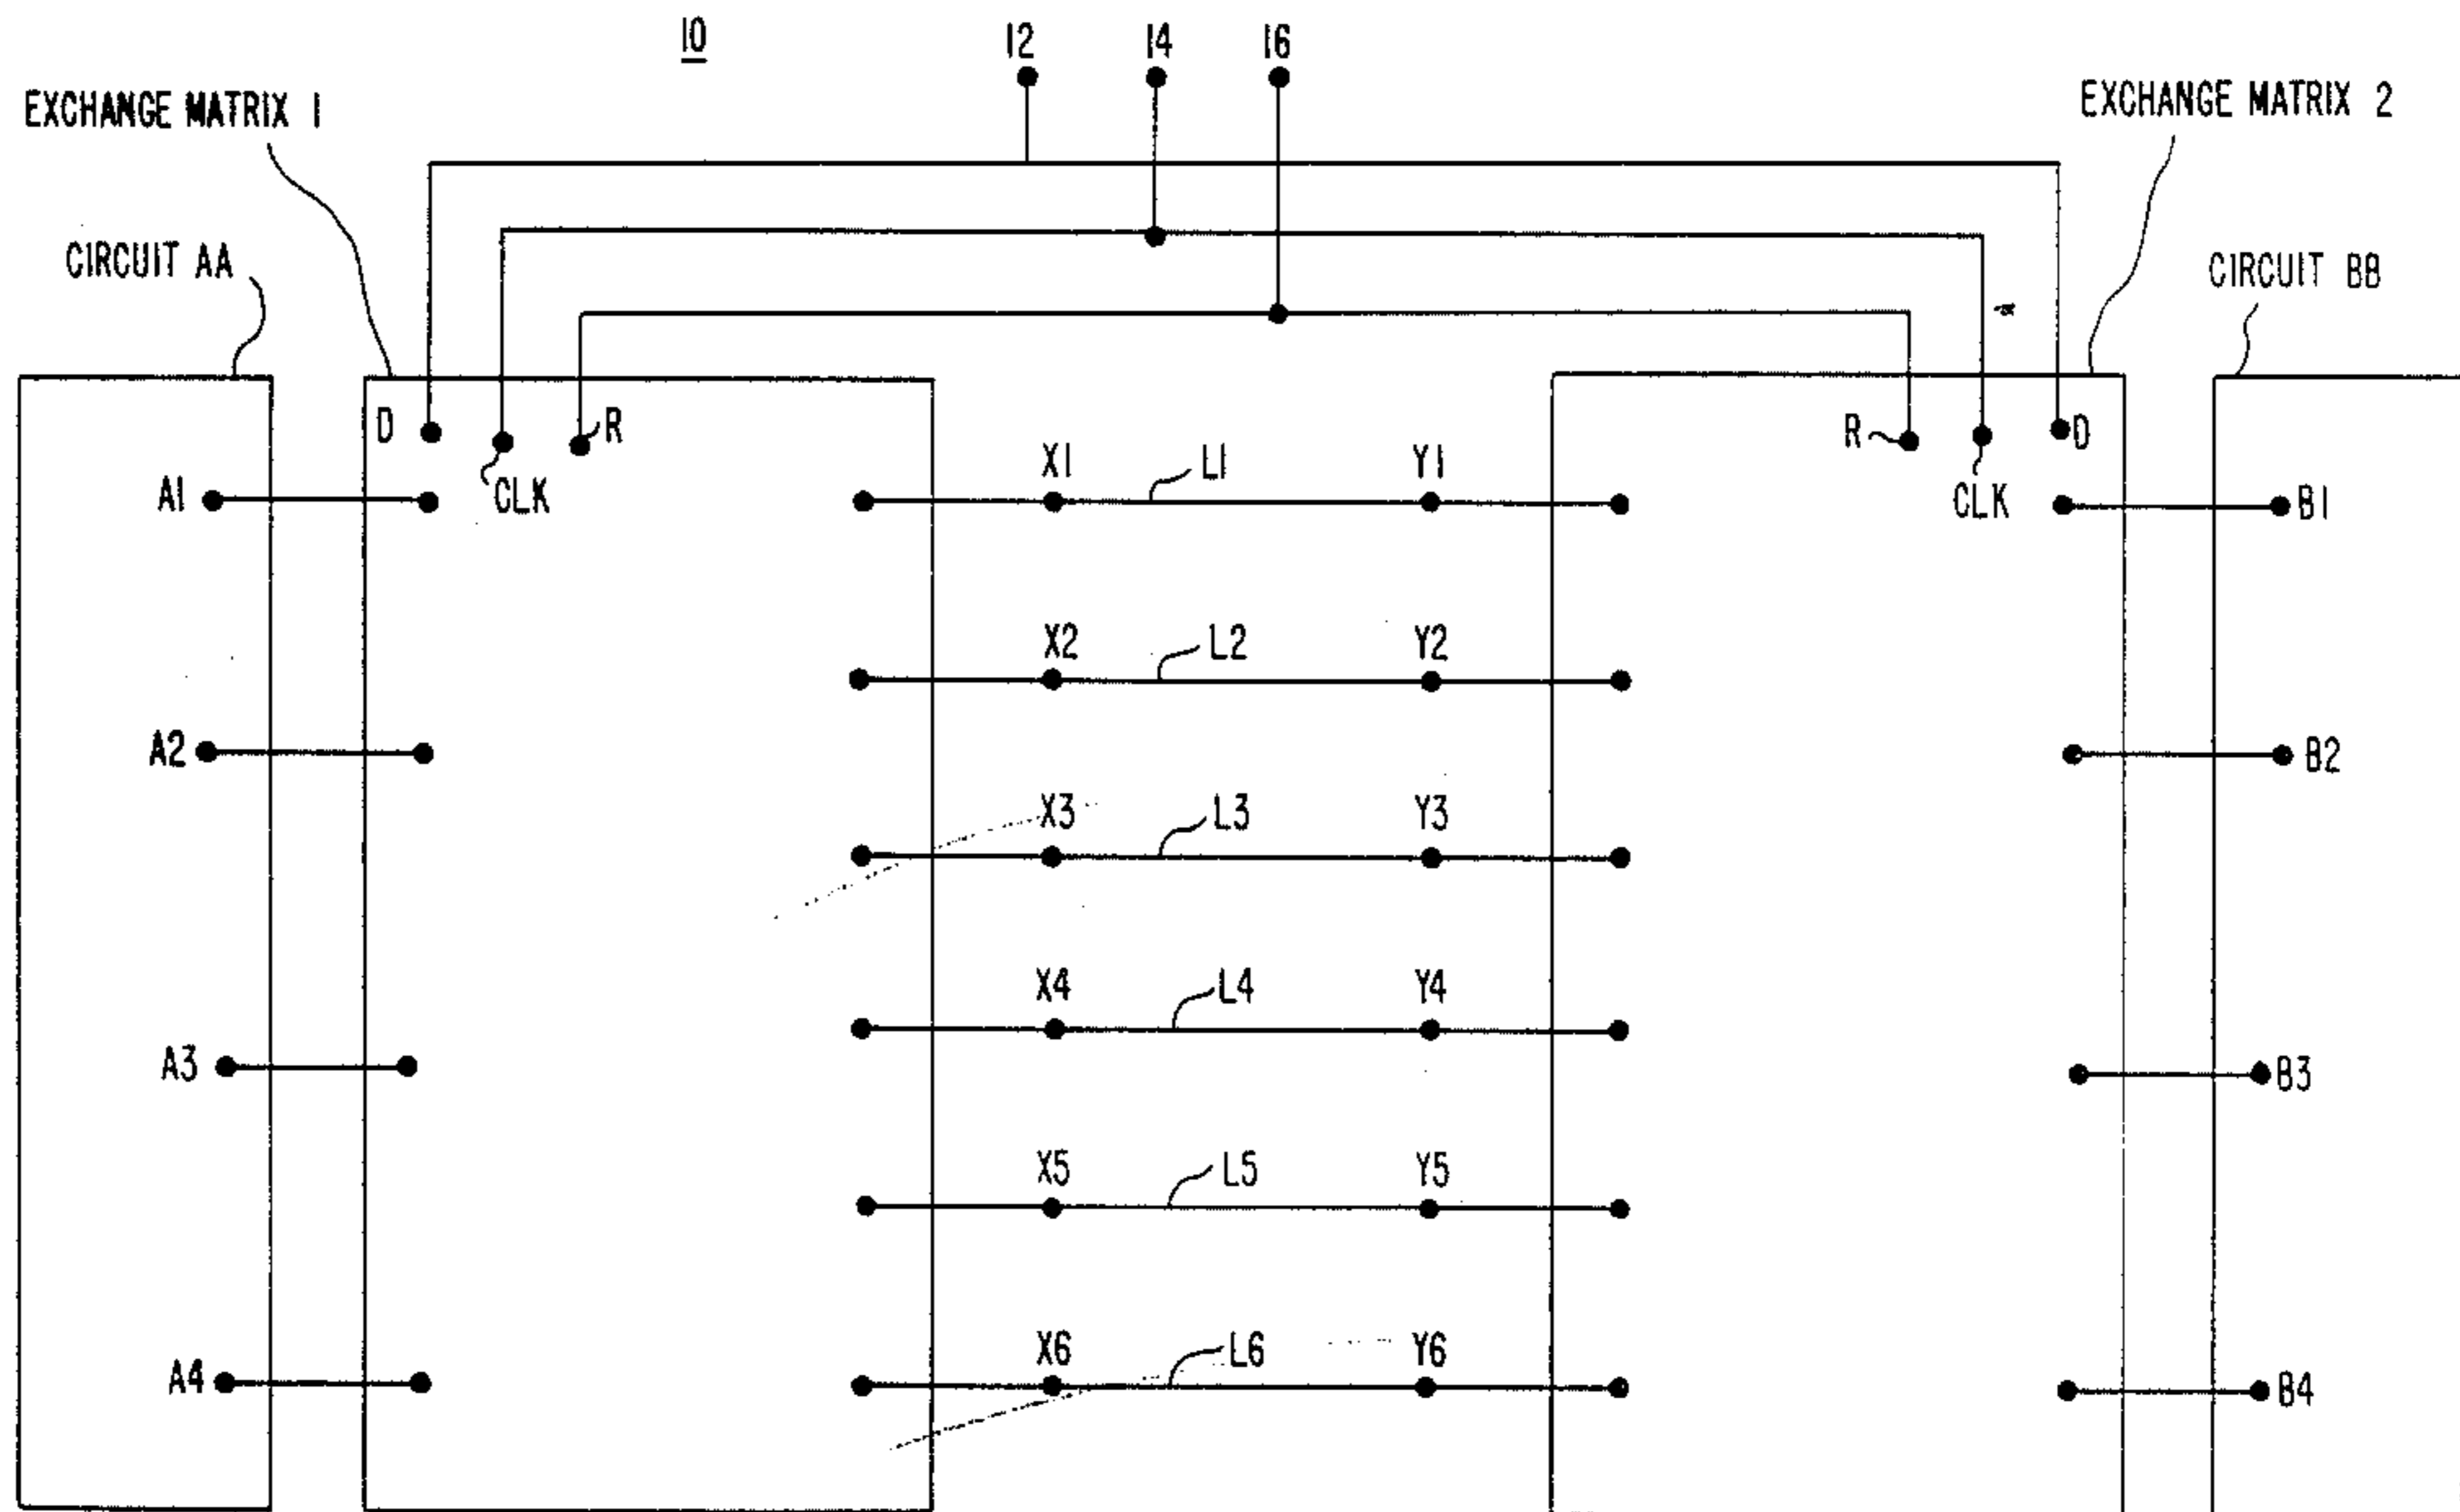 10
12
14
16
EXCHANGE MATRIX 1
EXCHANGE MATRIX 2
CIRCUIT AA
CIRCUIT BB
D
CLK
R
R
CLK
D
A1
X1
L1
Y1
B1
X2
L2
Y2
A2
B2
X3
L3
Y3
X4
L4
Y4
A3
B3
X5
L5
Y5
X6
L6
Y6
A4
B4